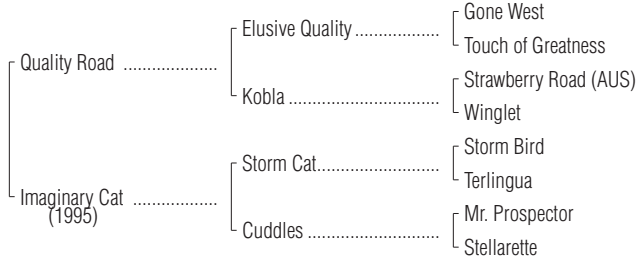 Gone West
Elusive Quality ...................
Touch of Greatness
Quality Road .....................
Strawberry Road (AUS)
Kobla ..................................
Winglet
Storm Bird
Storm Cat............................
Terlingua
Imaginary Cat ...................
(1995)
Mr. Prospector
Cuddles ..............................
Stellarette